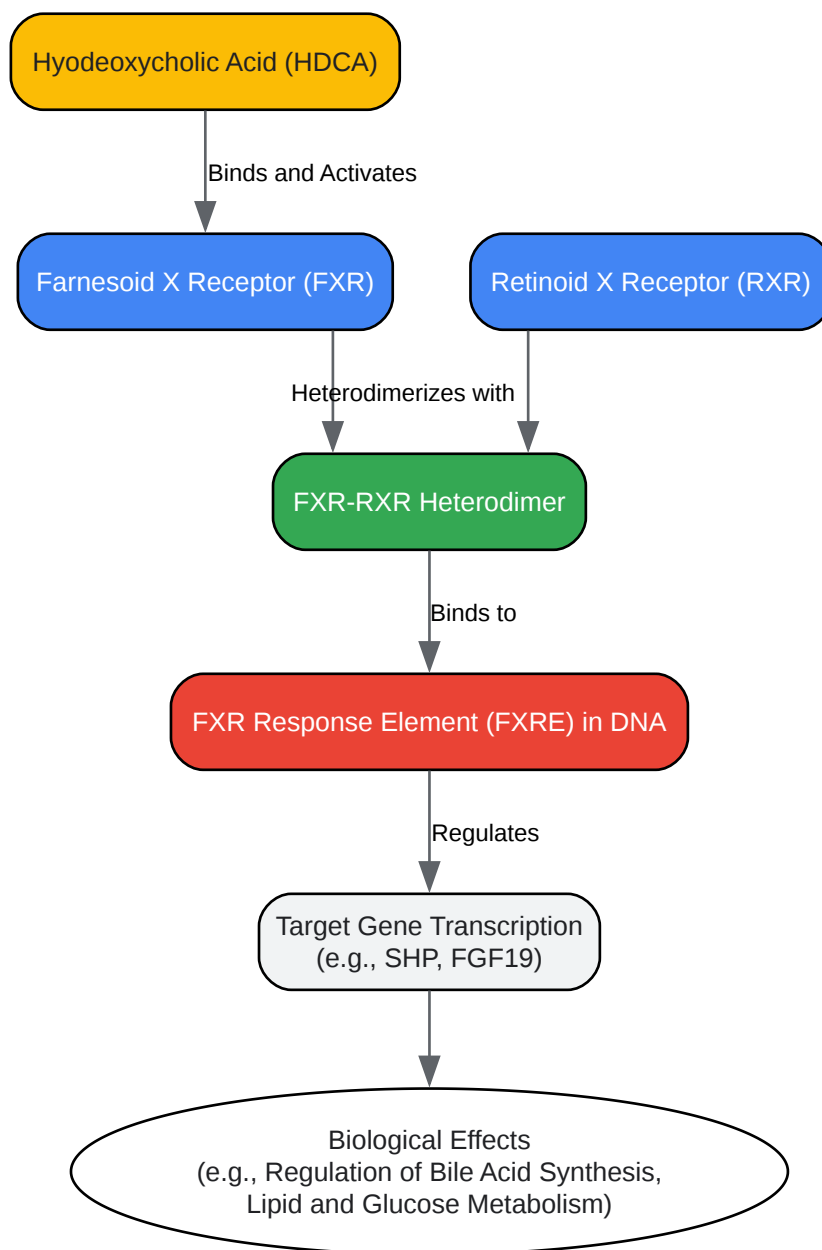 Hyodeoxycholic Acid (HDCA)
Binds and Activates
Farnesoid X Receptor (FXR)
Retinoid X Receptor (RXR)
Heterodimerizes with
FXR-RXR Heterodimer
Binds to
FXR Response Element (FXRE) in DNA
Regulates
Target Gene Transcription
(e.g., SHP, FGF19)
Biological Effects
(e.g., Regulation of Bile Acid Synthesis,
Lipid and Glucose Metabolism)